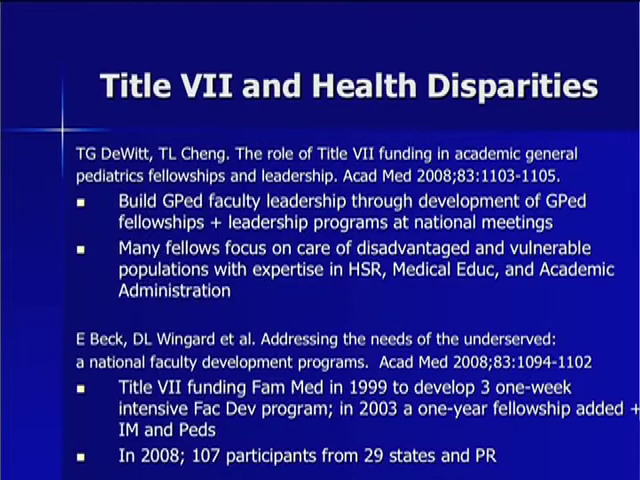 Title VII and Health Disparities
TG DeWitt, TL Cheng. The role of Title VII funding in academic general
pediatrics fellowships and leadership. Acad Med 2008;83:1103-1105.
Build GPed faculty leadership through development of GPed
fellowships + leadership programs at national meetings
Many fellows focus on care of disadvantaged and vulnerable
populations with expertise in HSR, Medical Educ, and Academic
Administration
E Beck, DL Wingard et al. Addressing the needs of the underserved:
a national faculty development programs. Acad Med 2008;83:1094-1102
Title VII funding Fam Med in 1999 to develop 3 one-week
intensive Fac Dev program; in 2003 a one-year fellowship added +
IM and Peds
In 2008; 107 participants from 29 states and PR